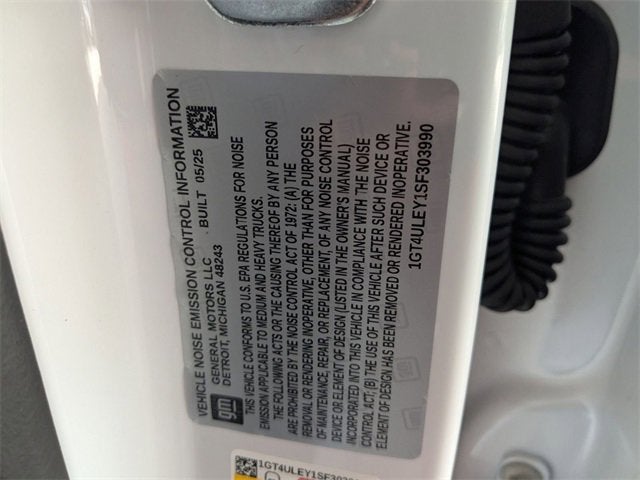 VEHICLE NOISE EMISSION CONTROL INFORMATION
GENERAL MOTORS LLC . BUILT 05/25
DETROIT, MICHIGAN 48243
gm
THIS VEHICLE CONFORMS TO U.S. EPA REGULATIONS FOR NOISE
EMISSION APPLICABLE TO MEDIUM AND HEAVY TRUCKS.
THE FOLLOWING ACTS OR THE CAUSING THEREOF BY ANY PERSON
ARE PROHIBITED BY THE NOISE CONTROL ACT OF 1972: (A) THE
REMOVAL OR RENDERING INOPERATIVE, OTHER THAN FOR PURPOSES
OF MAINTENANCE, REPAIR, OR REPLACEMENT, OF ANY NOISE CONTROL
DEVICE OR ELEMENT OF DESIGN (LISTED IN THE OWNER'S MANUAL)
INCORPORATED INTO THIS VEHICLE IN COMPLIANCE WITH THE NOISE
CONTROL ACT; (B) THE USE OF THIS VEHICLE AFTER SUCH DEVICE OR
ELEMENT OF DESIGN HAS BEEN REMOVED OR RENDERED INOPERATIVE.
1GT4ULEY1SF303990